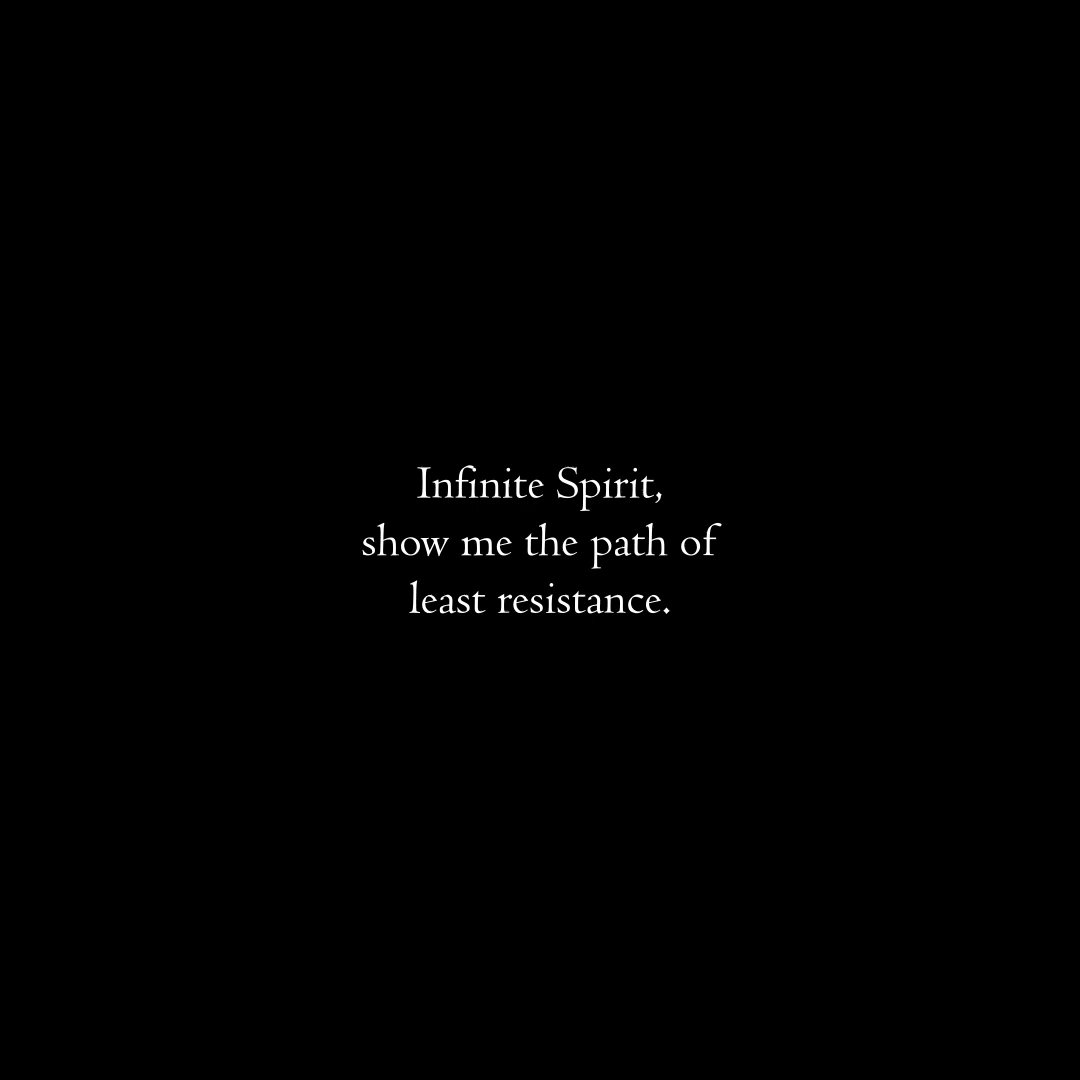 Infinite Spirit,
show me the path of
least resistance.